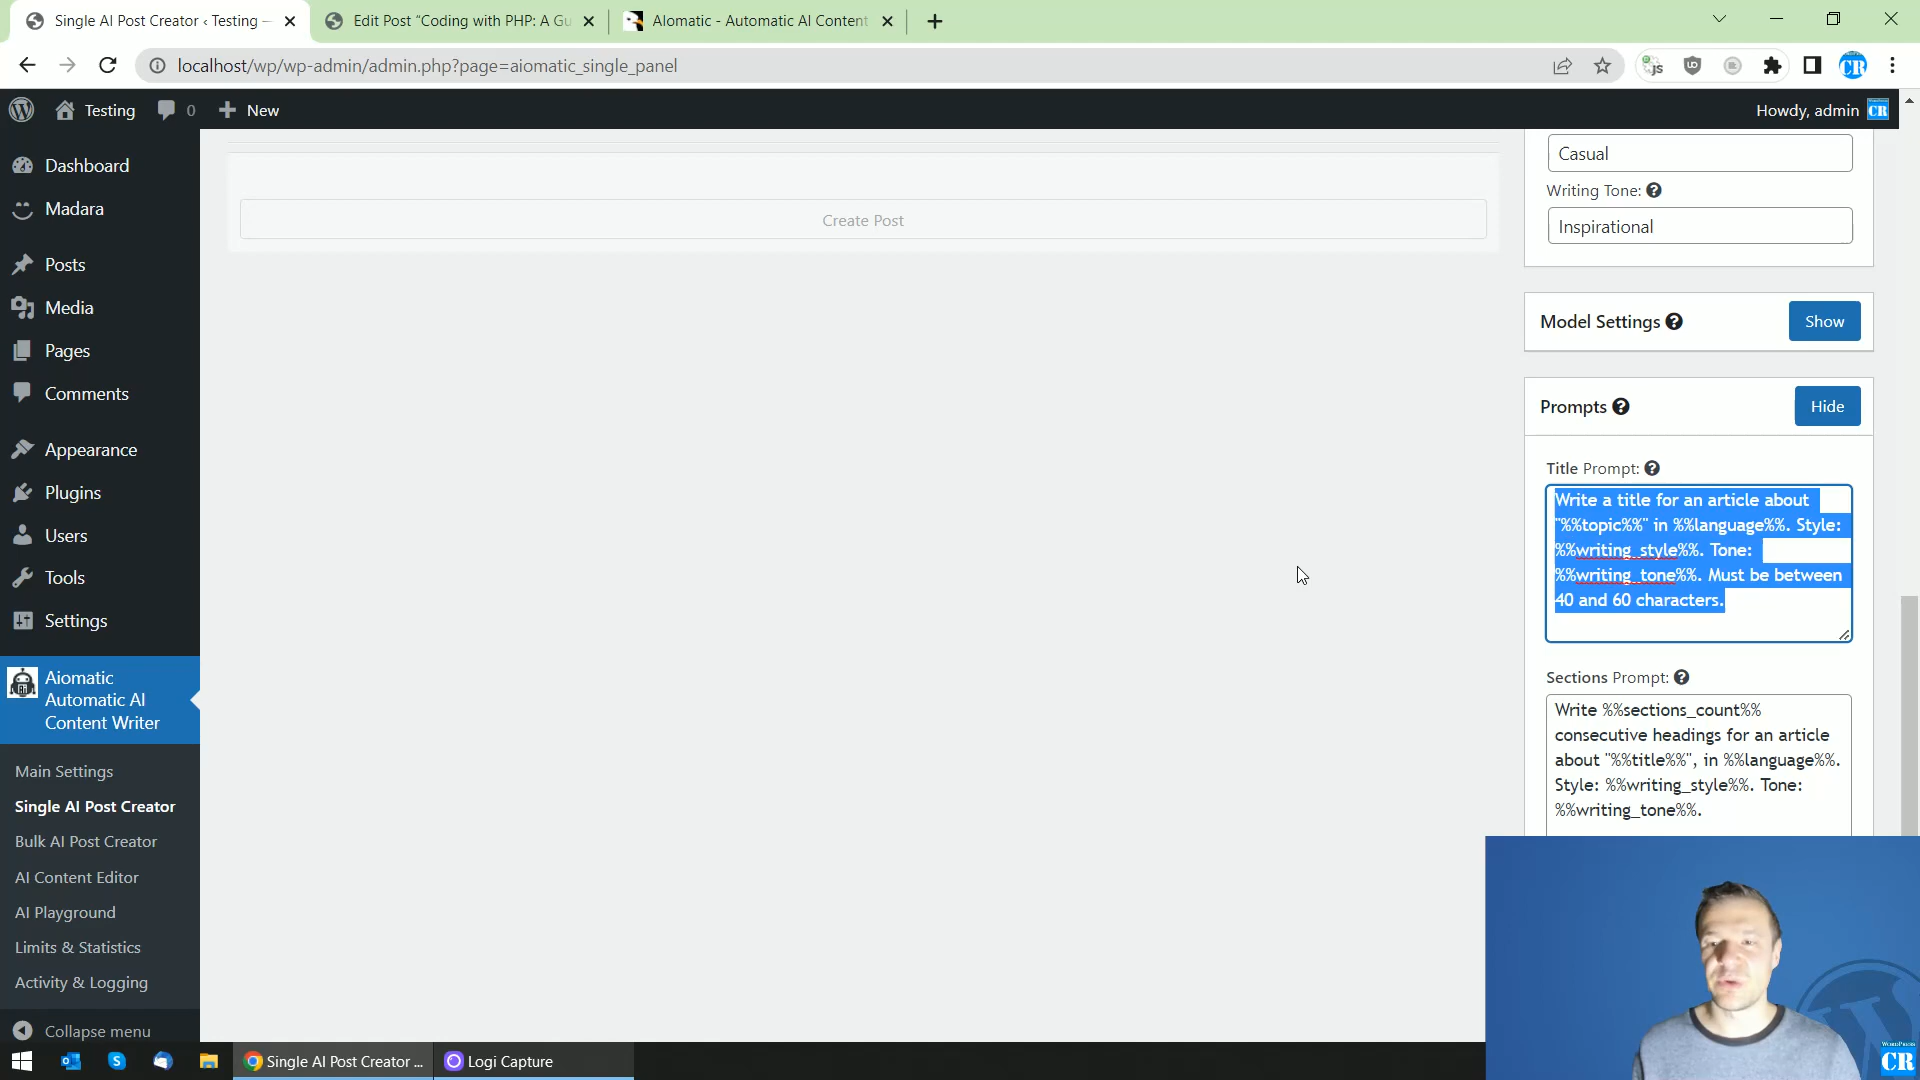 Single AI Post Creator ‹ Testing —
Edit Post “Coding with PHP: A Gu
AIomatic - Automatic AI Content
localhost/wp/wp-admin/admin.php?page=aiomatic_single_panel
Testing
0
New
Howdy, admin
CR
Dashboard
Madara
Posts
Media
Pages
Comments
Appearance
Plugins
Users
Tools
Settings
Aiomatic
Automatic AI
Content Writer
Main Settings
Single AI Post Creator
Bulk AI Post Creator
AI Content Editor
AI Playground
Limits & Statistics
Activity & Logging
Collapse menu
Create Post
Casual
Writing Tone:
Inspirational
Model Settings
Show
Prompts
Hide
Title Prompt:
Write a title for an article about
"%%topic%%" in %%language%%. Style:
%%writing_style%%. Tone:
%%writing_tone%%. Must be between
40 and 60 characters.
Sections Prompt:
Write %%sections_count%%
consecutive headings for an article
about "%%title%%", in %%language%%.
Style: %%writing_style%%. Tone:
%%writing_tone%%.
Single AI Post Creator ...
Logi Capture
WORDPRESS
CR